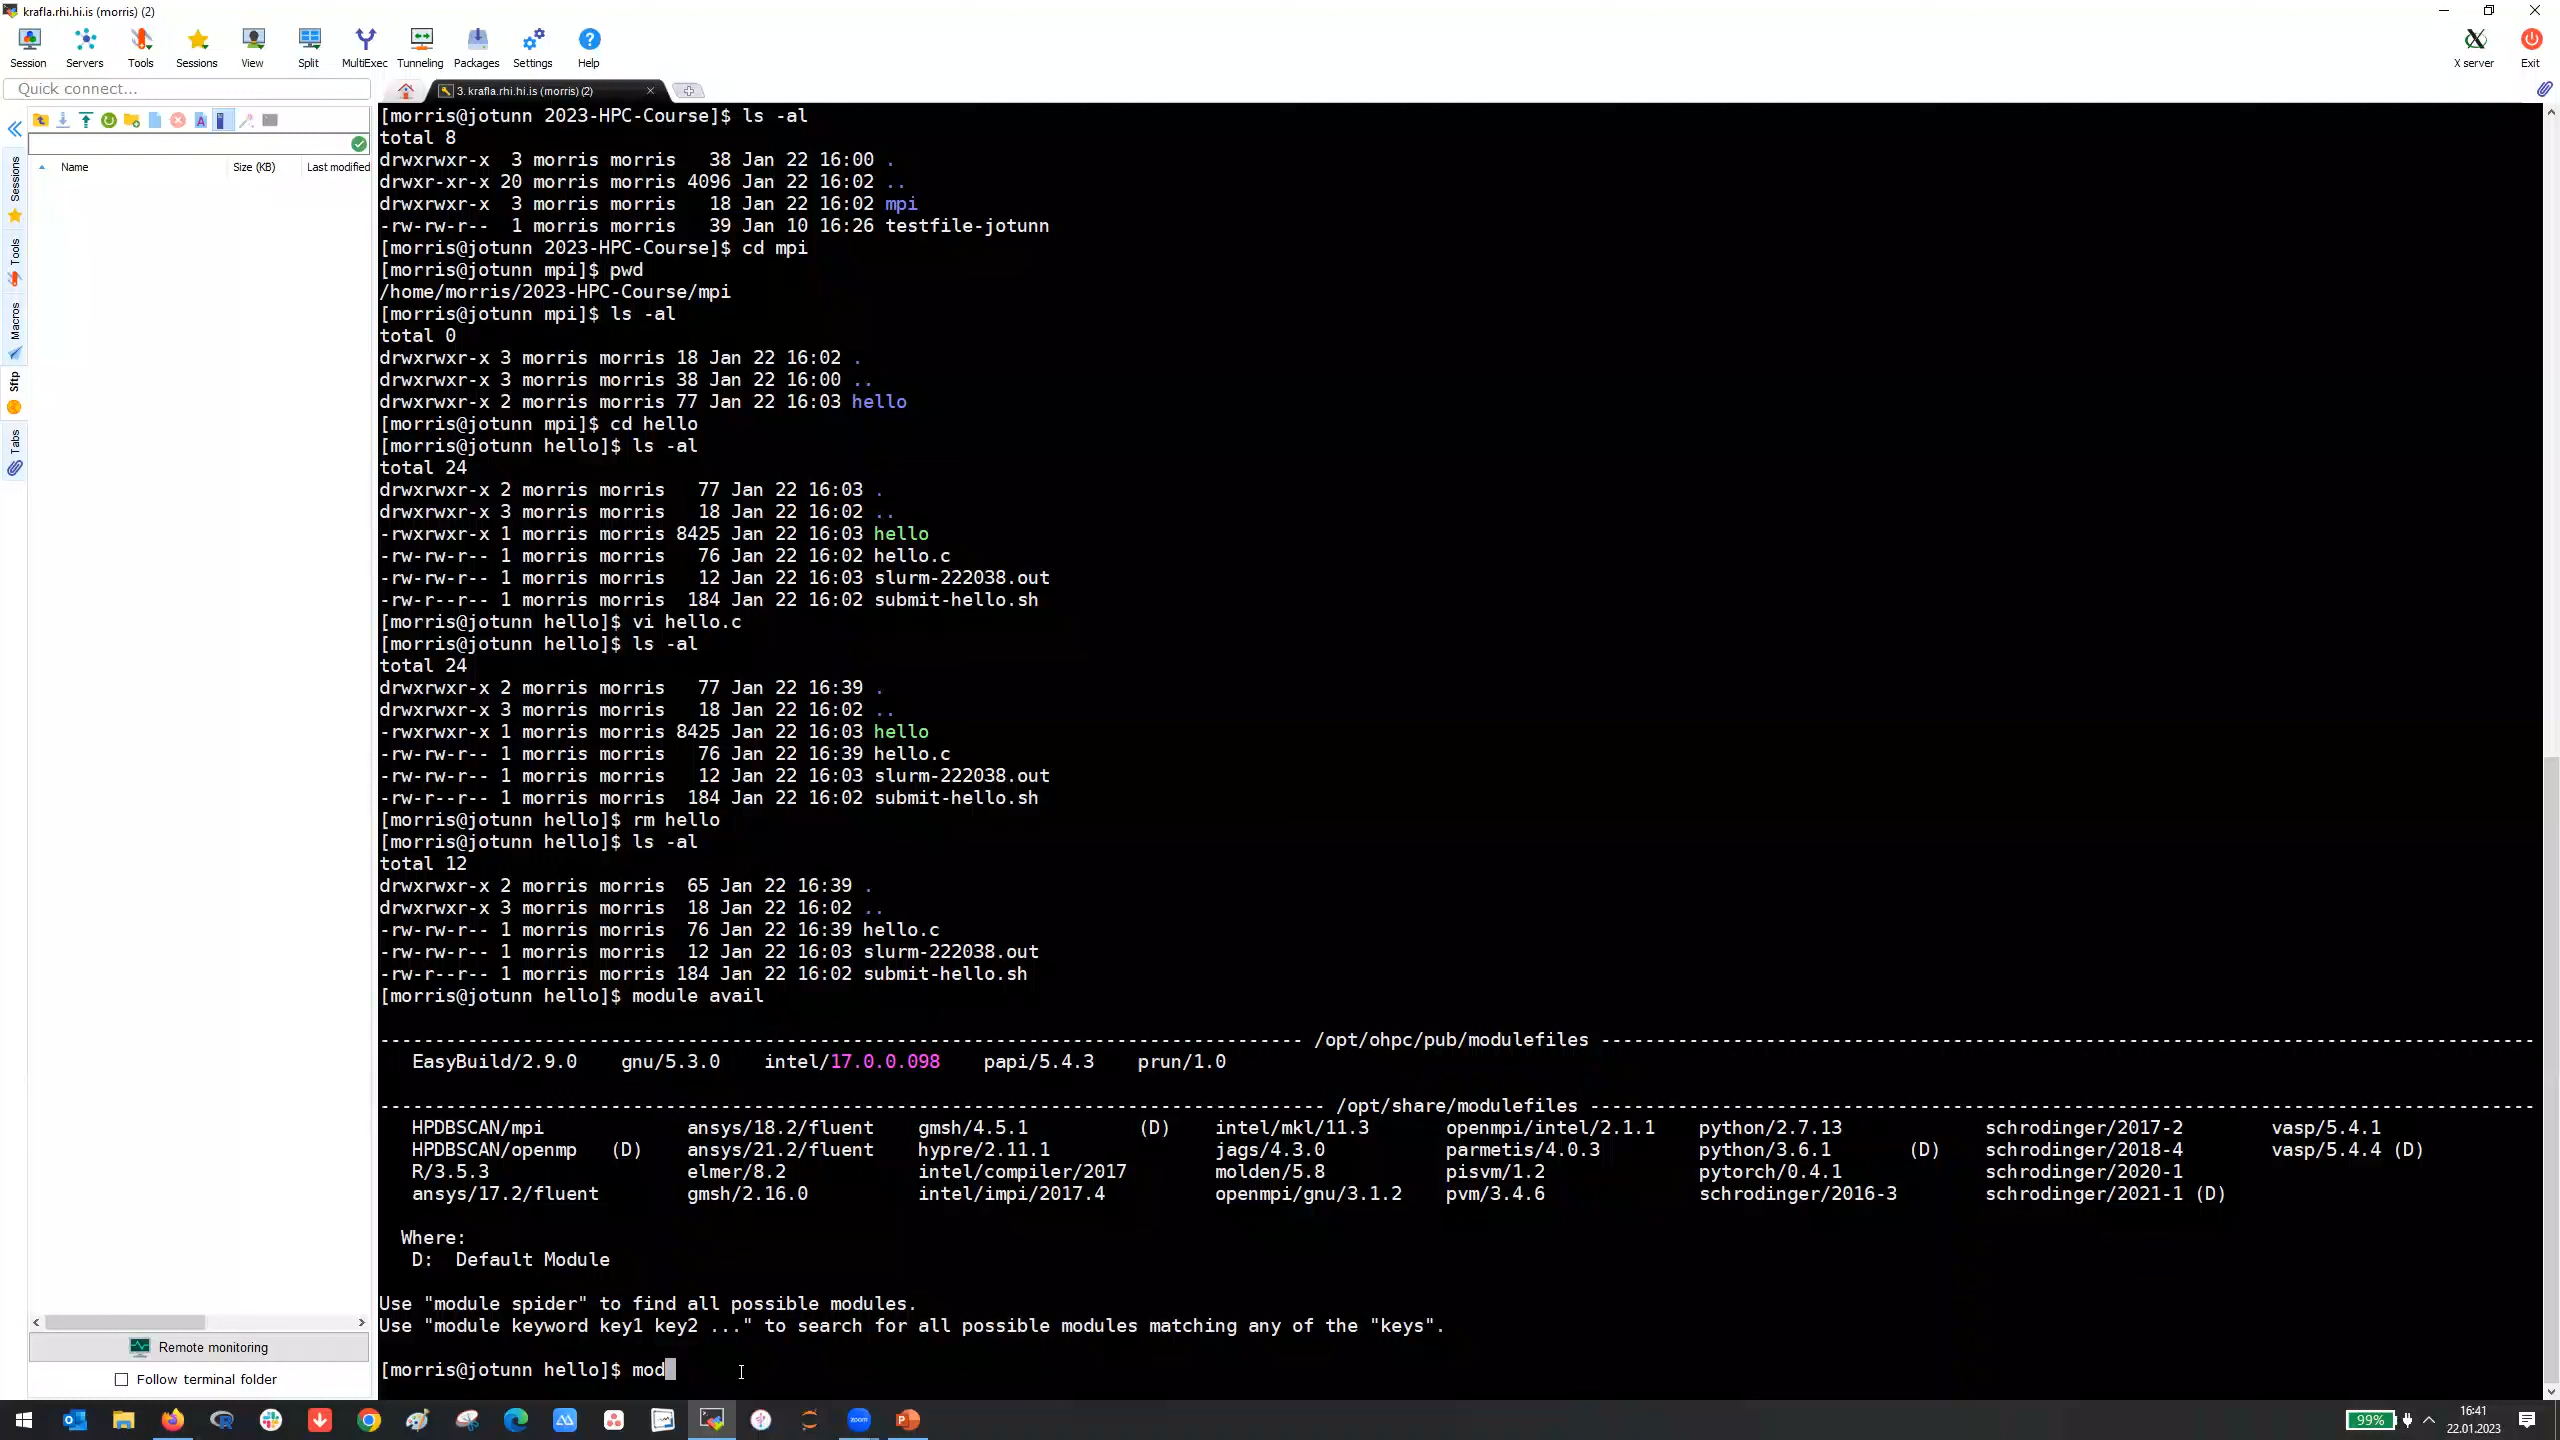 krafla.rhi.hi.is (morris) (2)
Session Servers Tools Sessions View Split MultiExec Tunneling Packages Settings Help X server Exit
Quick connect...
3. krafla.rhi.hi.is (morris) (2)
Name Size (KB) Last modified
Sessions
Tools
Macros
Sftp
Tabs
[morris@jotunn 2023-HPC-Course]$ ls -al
total 8
drwxrwxr-x  3 morris morris   38 Jan 22 16:00 .
drwxr-xr-x 20 morris morris 4096 Jan 22 16:02 ..
drwxrwxr-x  3 morris morris   18 Jan 22 16:02 mpi
-rw-rw-r--  1 morris morris   39 Jan 10 16:26 testfile-jotunn
[morris@jotunn 2023-HPC-Course]$ cd mpi
[morris@jotunn mpi]$ pwd
/home/morris/2023-HPC-Course/mpi
[morris@jotunn mpi]$ ls -al
total 0
drwxrwxr-x 3 morris morris 18 Jan 22 16:02 .
drwxrwxr-x 3 morris morris 38 Jan 22 16:00 ..
drwxrwxr-x 2 morris morris 77 Jan 22 16:03 hello
[morris@jotunn mpi]$ cd hello
[morris@jotunn hello]$ ls -al
total 24
drwxrwxr-x 2 morris morris   77 Jan 22 16:03 .
drwxrwxr-x 3 morris morris   18 Jan 22 16:02 ..
-rwxrwxr-x 1 morris morris 8425 Jan 22 16:03 hello
-rw-rw-r-- 1 morris morris   76 Jan 22 16:02 hello.c
-rw-rw-r-- 1 morris morris   12 Jan 22 16:03 slurm-222038.out
-rw-r--r-- 1 morris morris  184 Jan 22 16:02 submit-hello.sh
[morris@jotunn hello]$ vi hello.c
[morris@jotunn hello]$ ls -al
total 24
drwxrwxr-x 2 morris morris   77 Jan 22 16:39 .
drwxrwxr-x 3 morris morris   18 Jan 22 16:02 ..
-rwxrwxr-x 1 morris morris 8425 Jan 22 16:03 hello
-rw-rw-r-- 1 morris morris   76 Jan 22 16:39 hello.c
-rw-rw-r-- 1 morris morris   12 Jan 22 16:03 slurm-222038.out
-rw-r--r-- 1 morris morris  184 Jan 22 16:02 submit-hello.sh
[morris@jotunn hello]$ rm hello
[morris@jotunn hello]$ ls -al
total 12
drwxrwxr-x 2 morris morris  65 Jan 22 16:39 .
drwxrwxr-x 3 morris morris  18 Jan 22 16:02 ..
-rw-rw-r-- 1 morris morris  76 Jan 22 16:39 hello.c
-rw-rw-r-- 1 morris morris  12 Jan 22 16:03 slurm-222038.out
-rw-r--r-- 1 morris morris 184 Jan 22 16:02 submit-hello.sh
[morris@jotunn hello]$ module avail
------------------------------ /opt/ohpc/pub/modulefiles ------------------------------
EasyBuild/2.9.0    gnu/5.3.0    intel/17.0.0.098    papi/5.4.3    prun/1.0
------------------------------ /opt/share/modulefiles ------------------------------
HPDBSCAN/mpi ansys/18.2/fluent gmsh/4.5.1 (D) intel/mkl/11.3 openmpi/intel/2.1.1 python/2.7.13 schrodinger/2017-2 vasp/5.4.1
HPDBSCAN/openmp (D) ansys/21.2/fluent hypre/2.11.1 jags/4.3.0 parmetis/4.0.3 python/3.6.1 (D) schrodinger/2018-4 vasp/5.4.4 (D)
R/3.5.3 elmer/8.2 intel/compiler/2017 molden/5.8 pisvm/1.2 pytorch/0.4.1 schrodinger/2020-1
ansys/17.2/fluent gmsh/2.16.0 intel/impi/2017.4 openmpi/gnu/3.1.2 pvm/3.4.6 schrodinger/2016-3 schrodinger/2021-1 (D)
Where:
D:  Default Module
Use "module spider" to find all possible modules.
Use "module keyword key1 key2 ..." to search for all possible modules matching any of the "keys".
[morris@jotunn hello]$ mod
Remote monitoring
Follow terminal folder
zoom
99%
16:41
22.01.2023